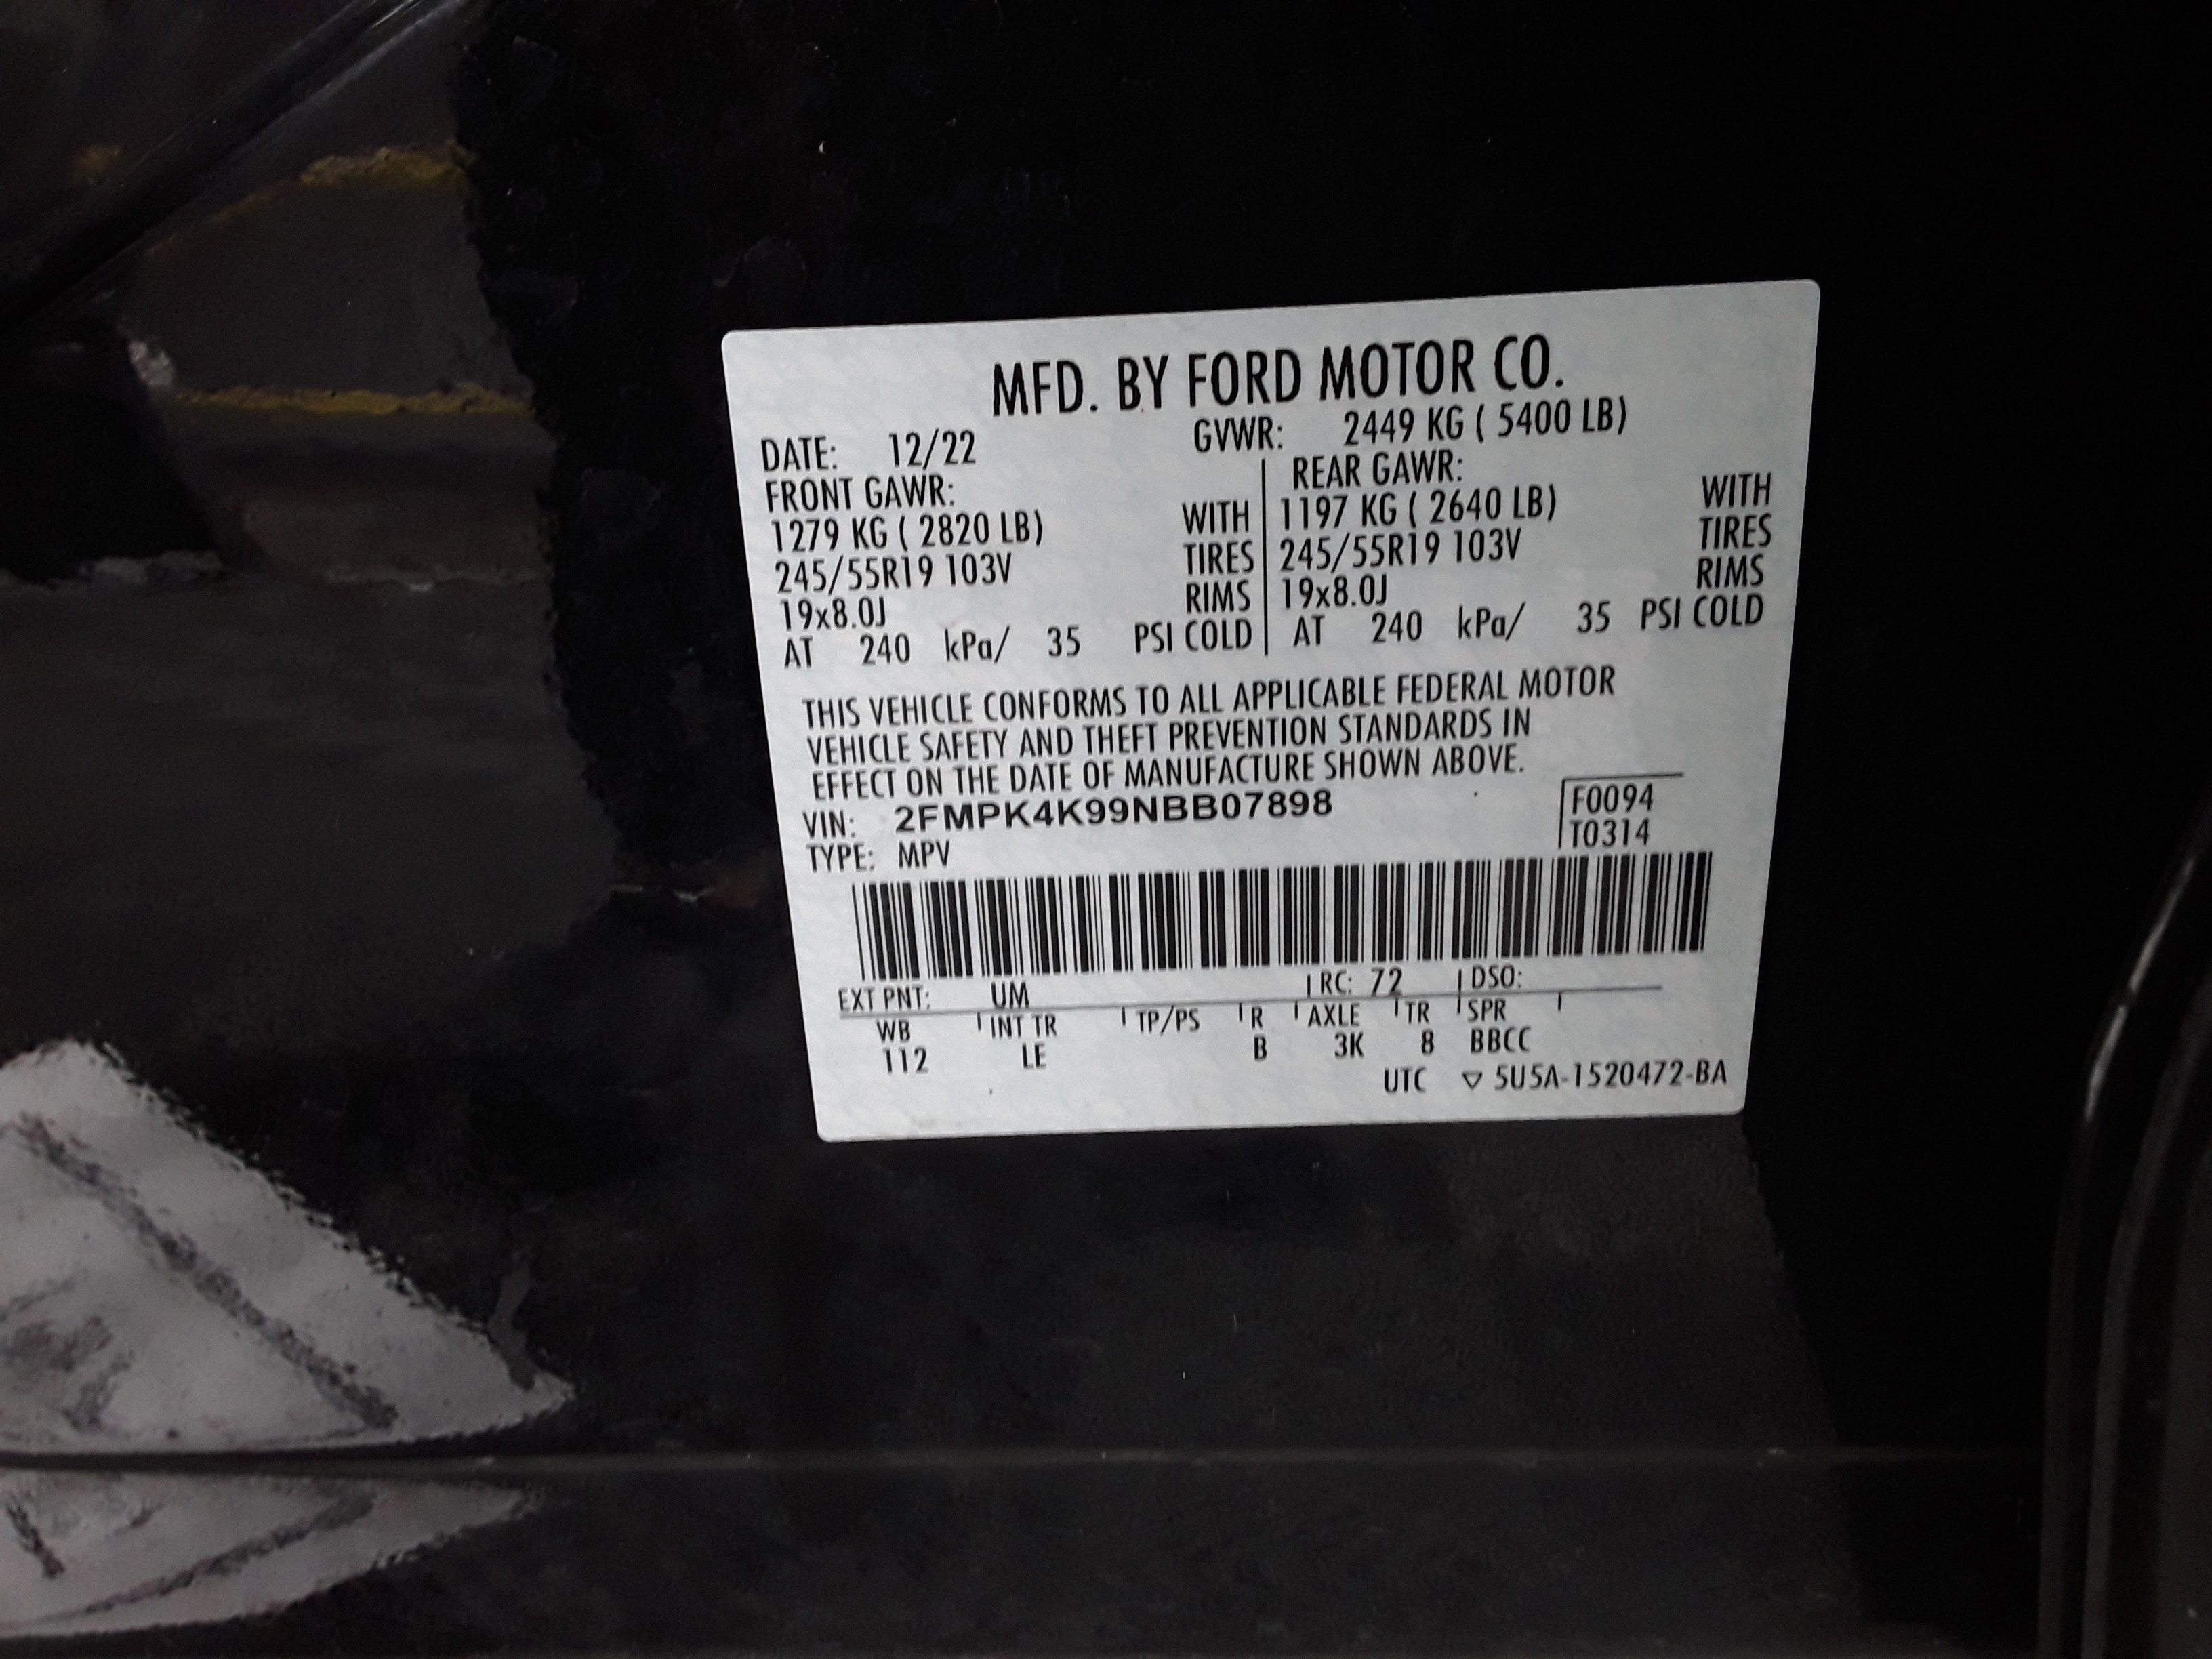 MFD. BY FORD MOTOR CO.
DATE: 12/22 GVWR: 2449 KG ( 5400 LB)
FRONT GAWR: REAR GAWR:
1279 KG ( 2820 LB) WITH 1197 KG ( 2640 LB) WITH
245/55R19 103V TIRES 245/55R19 103V TIRES
19x8.0J RIMS 19x8.0J RIMS
AT 240 kPa/ 35 PSI COLD AT 240 kPa/ 35 PSI COLD
THIS VEHICLE CONFORMS TO ALL APPLICABLE FEDERAL MOTOR
VEHICLE SAFETY AND THEFT PREVENTION STANDARDS IN
EFFECT ON THE DATE OF MANUFACTURE SHOWN ABOVE.
VIN: 2FMPK4K99NBB07898 F0094
TYPE: MPV T0314
EXT PNT: UM RC: 72 DSO:
WB INT TR TP/PS R AXLE TR SPR
112 LE B 3K 8 BBCC
UTC ▽ 5U5A-1520472-BA